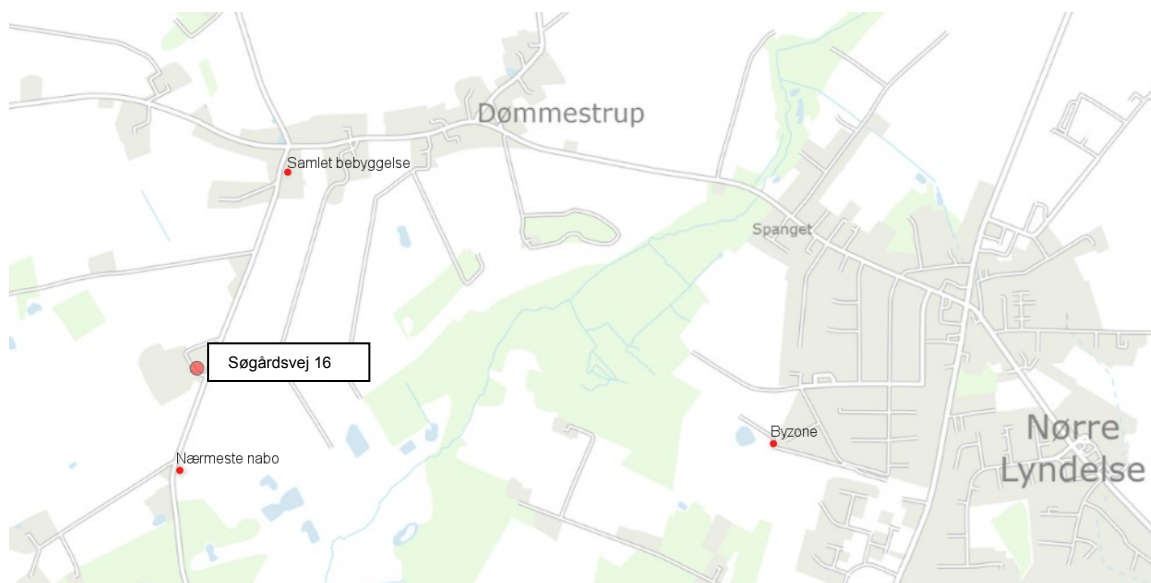 Dømmestrup
Samlet bebyggelse
Spanget
Søgårdsvej 16
Byzone
Nørre
Lyndelse
Nærmeste nabo